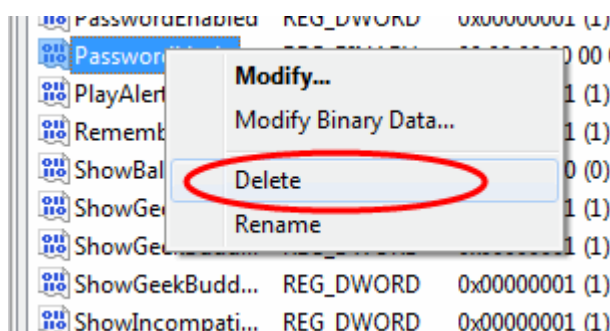 PasswordEnabled REG_DWORD 0x00000001 (1)
Passwor
Modify...
PlayAlert 1 (1)
Modify Binary Data...
Rememb 1 (1)
ShowBal Delete 0 (0)
ShowGe 1 (1)
Rename
ShowGe 1 (1)
ShowGeekBudd... REG_DWORD 0x00000001 (1)
ShowIncompati... REG_DWORD 0x00000001 (1)